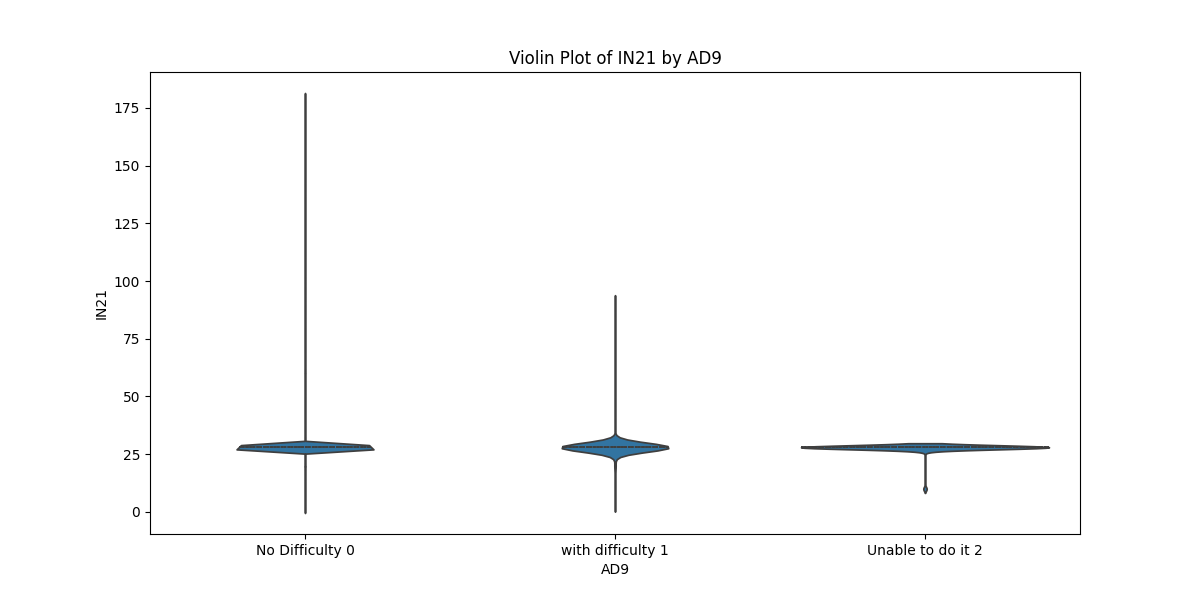 Violin Plot of IN21 by AD9
175
150
125
100
75
50
25
0
IN21
No Difficulty 0
with difficulty 1
Unable to do it 2
AD9